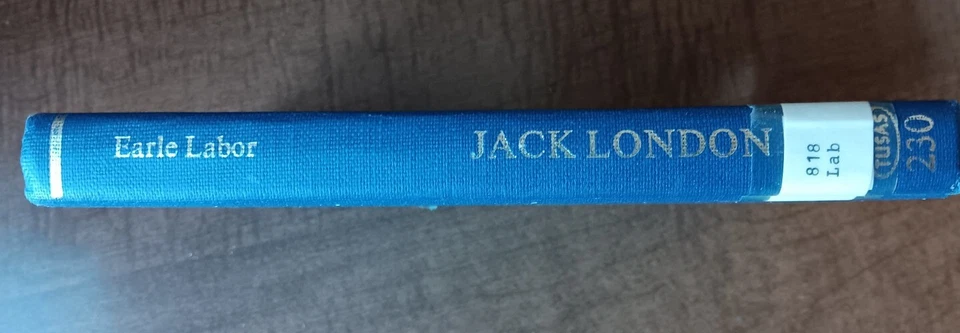 Earle Labor
JACK LONDON
818
Lab
TUSAS
230